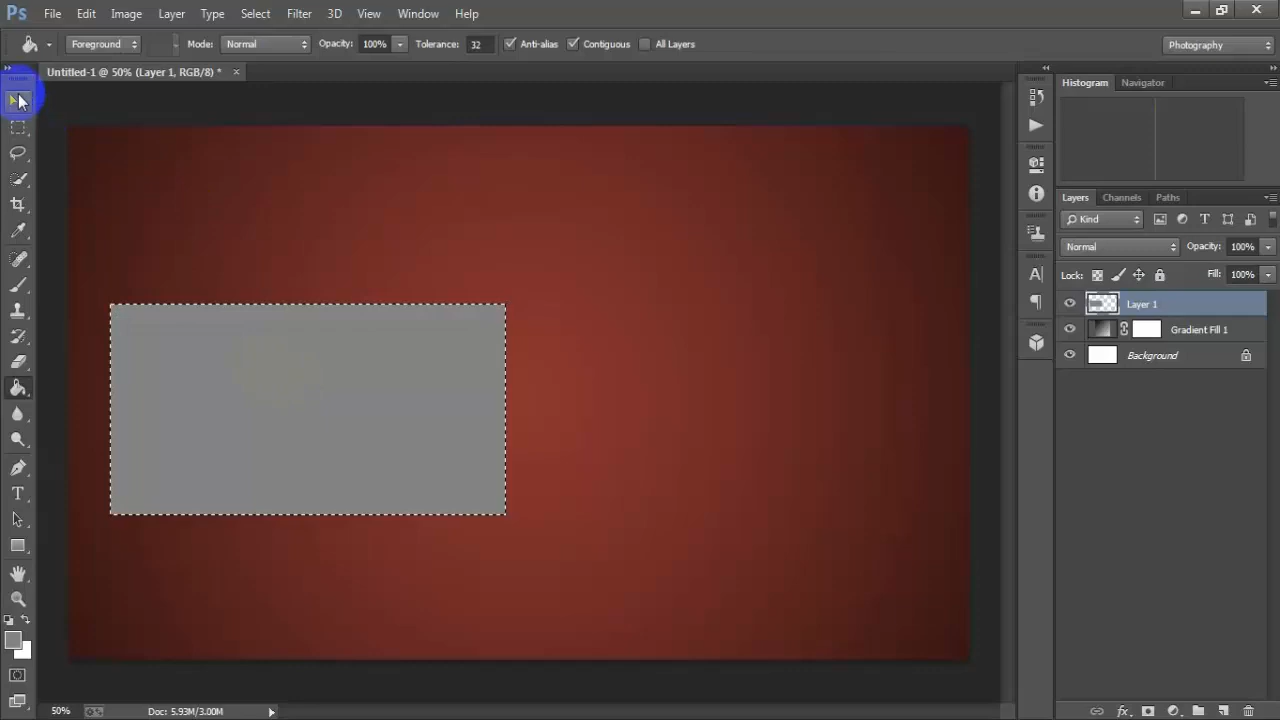 Ps File Edit Image Layer Type Select Filter 3D View Window Help
Foreground Mode: Normal Opacity: 100% Tolerance: 32 Anti-alias Contiguous All Layers Photography
Untitled-1 @ 50% (Layer 1, RGB/8) *
Histogram Navigator
Layers Channels Paths
Kind
Normal Opacity: 100%
Lock: Fill: 100%
Layer 1
Gradient Fill 1
Background
50% Doc: 5.93M/3.00M